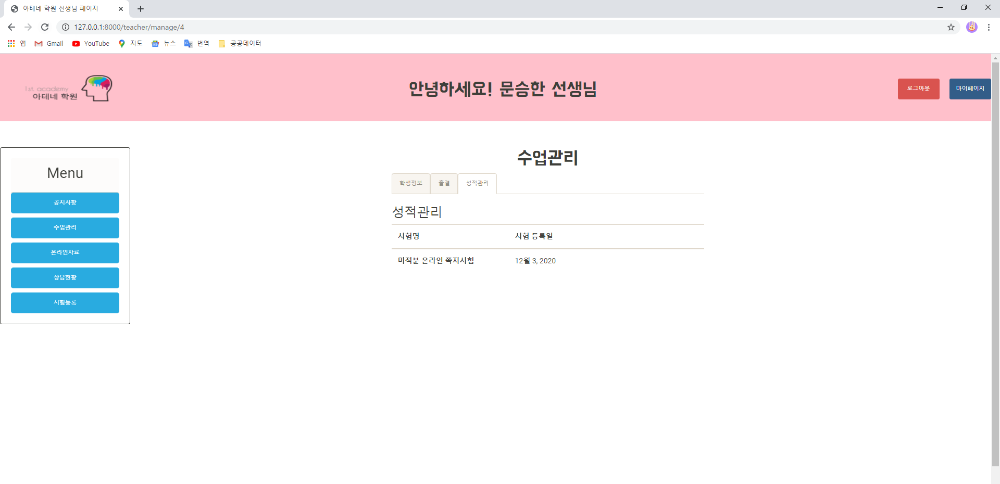 아테네 학원 선생님 페이지
127.0.0.1:8000/teacher/manage/4
앱 Gmail YouTube 지도 뉴스 번역 공공데이터
1st. academy
아테네 학원
안녕하세요! 문승한 선생님
로그아웃 마이페이지
수업관리
Menu
공지사항
수업관리
온라인자료
상담현황
시험등록
학생정보 출결 성적관리
성적관리
시험명 시험 등록일
미적분 온라인 쪽지시험 12월 3, 2020